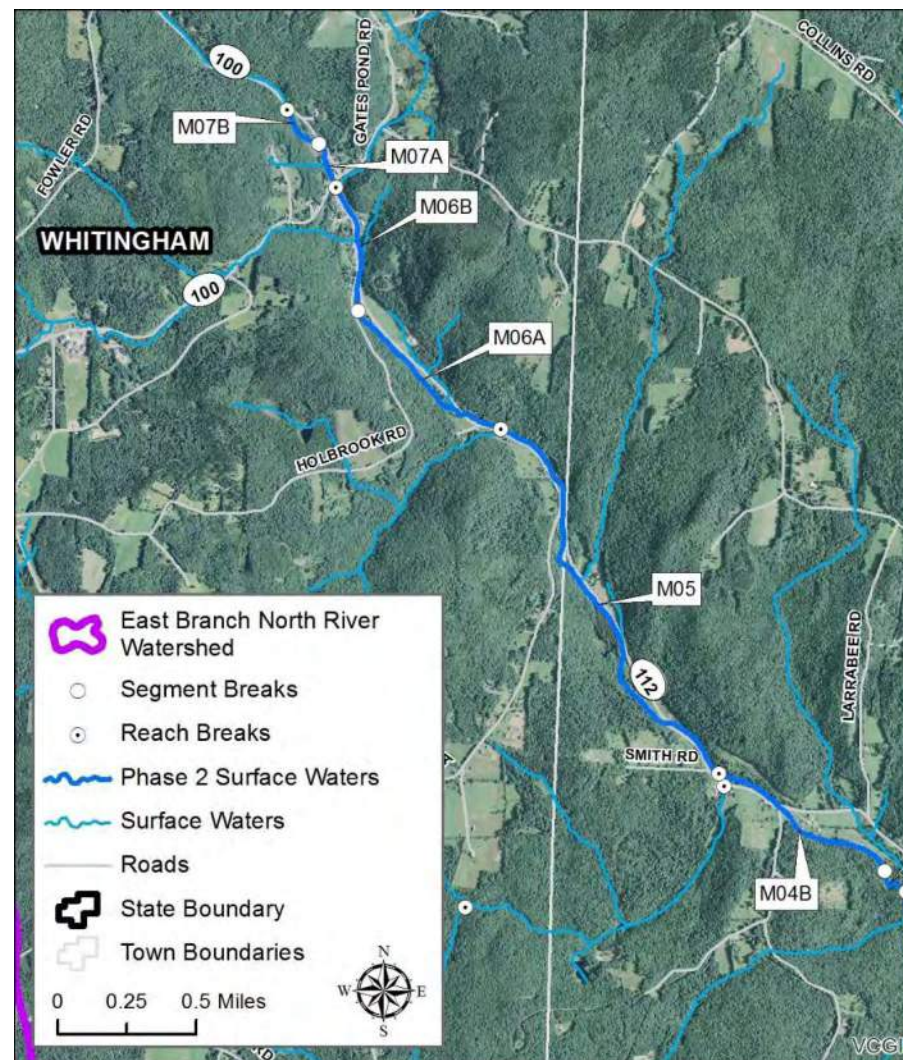 COLLINS RD
100
GATES POND RD
M07B
FOWLER RD
M07A
M06B
WHITINGHAM
100
M06A
HOLBROOK RD
M05
112
LARRABEE RD
SMITH RD
M04B
East Branch North River
Watershed
Segment Breaks
Reach Breaks
Phase 2 Surface Waters
Surface Waters
Roads
State Boundary
Town Boundaries
0 0.25 0.5 Miles
N
W E
S
RD
VCGI